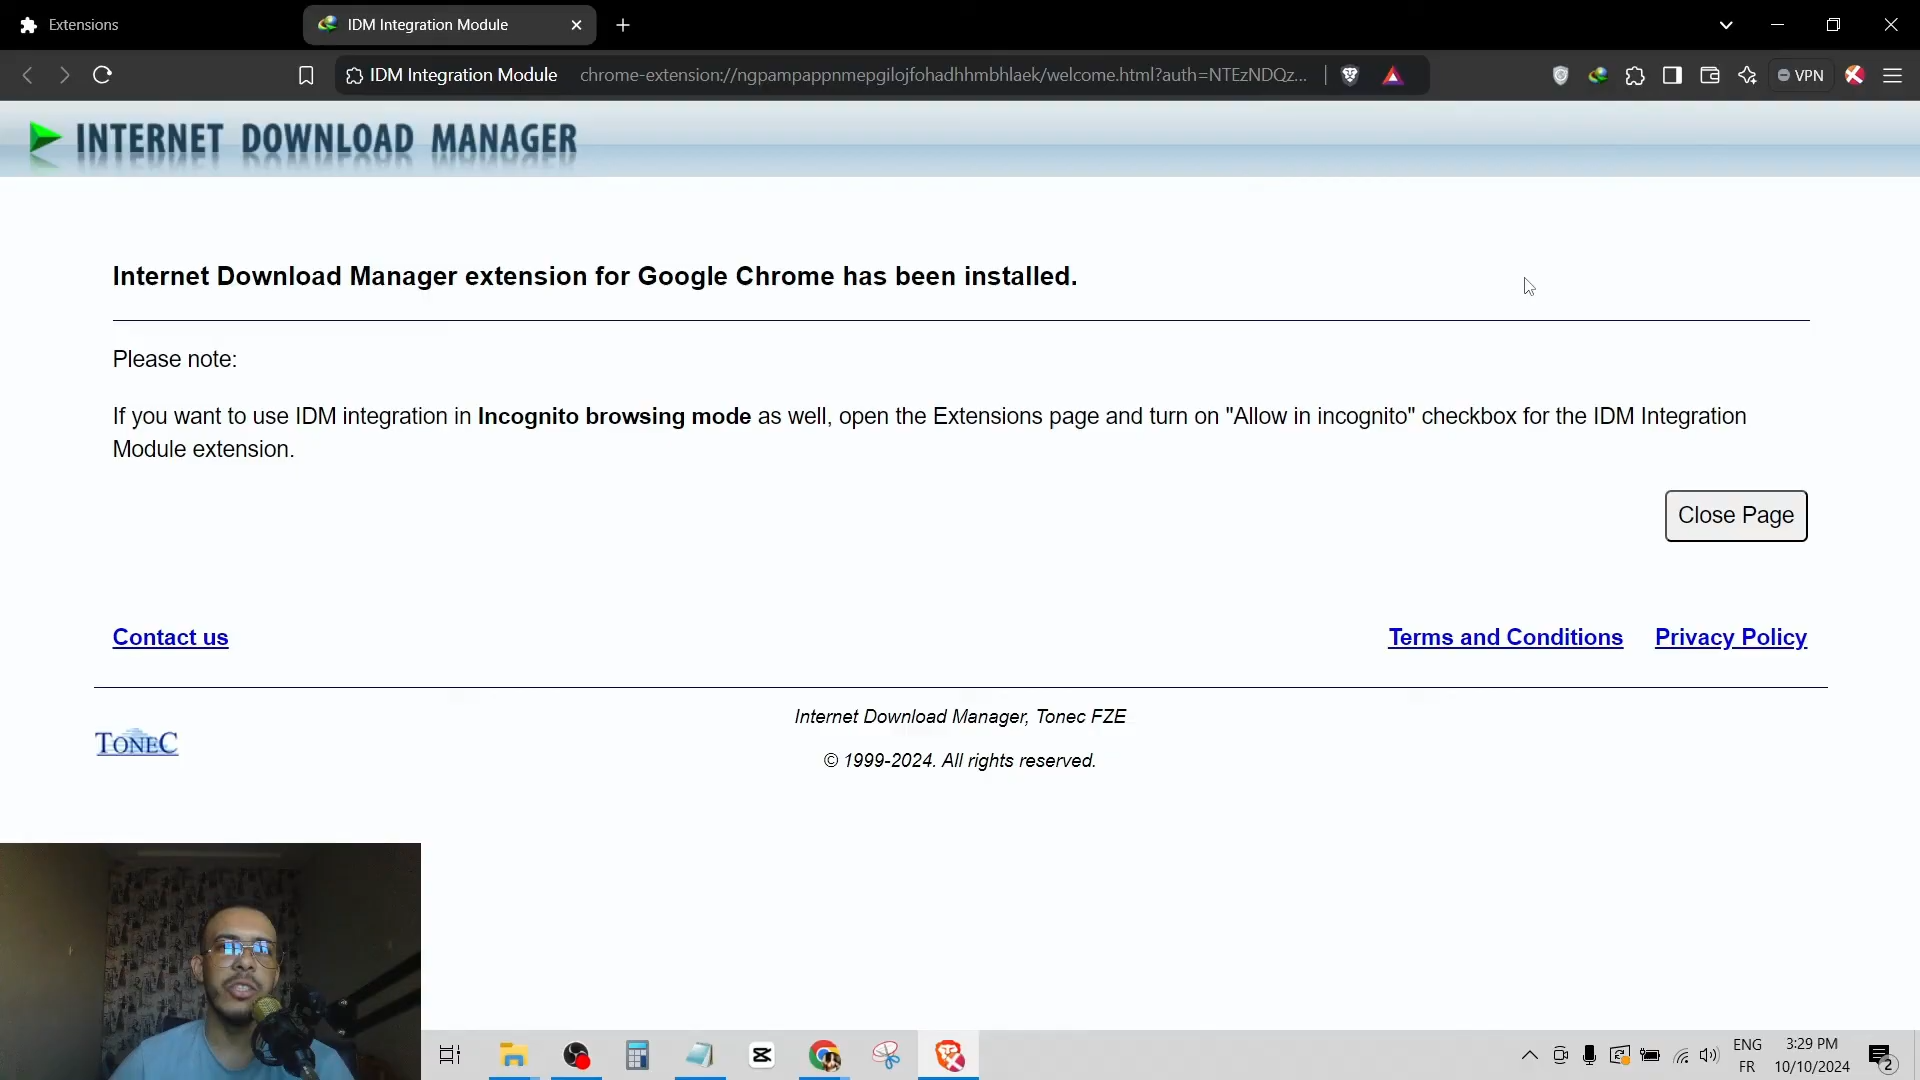 Extensions
IDM Integration Module
IDM Integration Module chrome-extension://ngpampappnmepgilojfohadhhmbhlaek/welcome.html?auth=NTEzNDQz...
VPN
INTERNET DOWNLOAD MANAGER
Internet Download Manager extension for Google Chrome has been installed.
Please note:
If you want to use IDM integration in Incognito browsing mode as well, open the Extensions page and turn on "Allow in incognito" checkbox for the IDM Integration
Module extension.
Close Page
Contact us
Terms and Conditions
Privacy Policy
TONEC
Internet Download Manager, Tonec FZE
© 1999-2024. All rights reserved.
ENG
FR
3:29 PM
10/10/2024
2